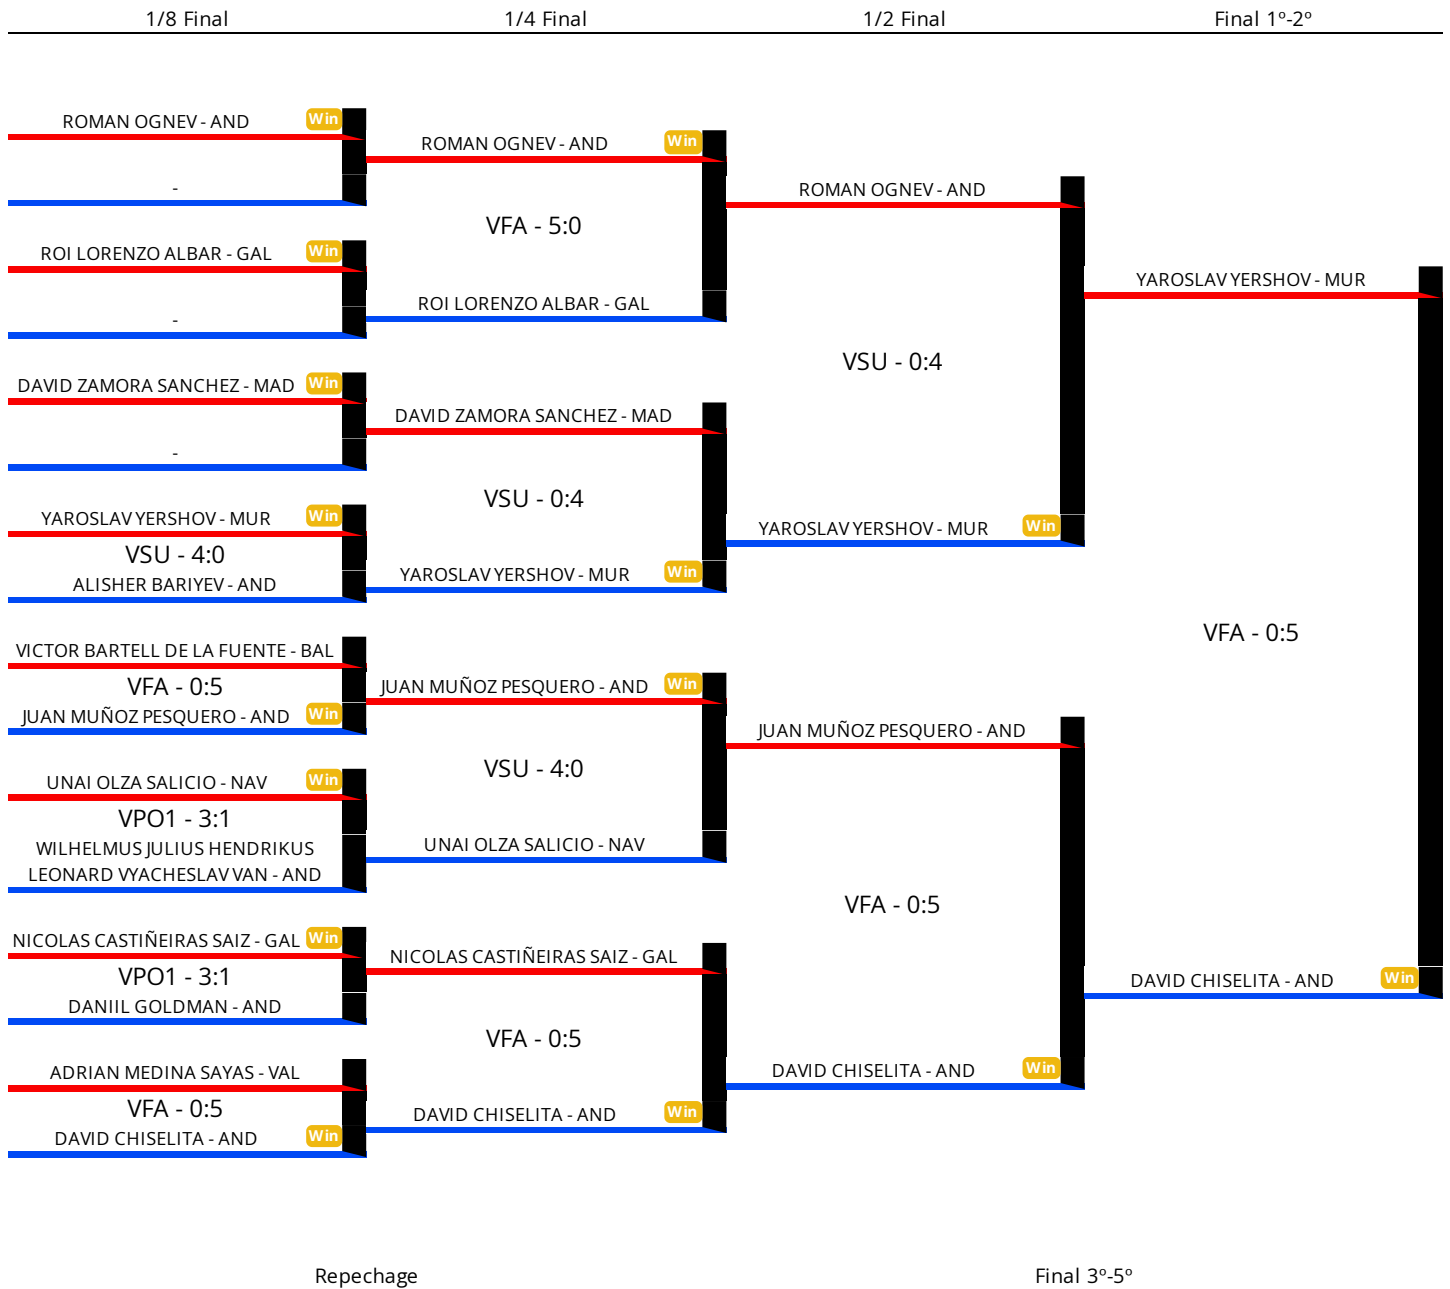 1/8 Final
1/4 Final
1/2 Final
Final 1º-2º
ROMAN OGNEV - AND
Win
-
ROI LORENZO ALBAR - GAL
Win
-
DAVID ZAMORA SANCHEZ - MAD
Win
-
YAROSLAV YERSHOV - MUR
Win
VSU - 4:0
ALISHER BARIYEV - AND
VICTOR BARTELL DE LA FUENTE - BAL
VFA - 0:5
JUAN MUÑOZ PESQUERO - AND
Win
UNAI OLZA SALICIO - NAV
Win
VPO1 - 3:1
WILHELMUS JULIUS HENDRIKUS
LEONARD VYACHESLAV VAN - AND
NICOLAS CASTIÑEIRAS SAIZ - GAL
Win
VPO1 - 3:1
DANIIL GOLDMAN - AND
ADRIAN MEDINA SAYAS - VAL
VFA - 0:5
DAVID CHISELITA - AND
Win
ROMAN OGNEV - AND
Win
VFA - 5:0
ROI LORENZO ALBAR - GAL
DAVID ZAMORA SANCHEZ - MAD
VSU - 0:4
YAROSLAV YERSHOV - MUR
Win
JUAN MUÑOZ PESQUERO - AND
Win
VSU - 4:0
UNAI OLZA SALICIO - NAV
NICOLAS CASTIÑEIRAS SAIZ - GAL
VFA - 0:5
DAVID CHISELITA - AND
Win
ROMAN OGNEV - AND
VSU - 0:4
YAROSLAV YERSHOV - MUR
Win
JUAN MUÑOZ PESQUERO - AND
VFA - 0:5
DAVID CHISELITA - AND
Win
YAROSLAV YERSHOV - MUR
VFA - 0:5
DAVID CHISELITA - AND
Win
Repechage
Final 3º-5º